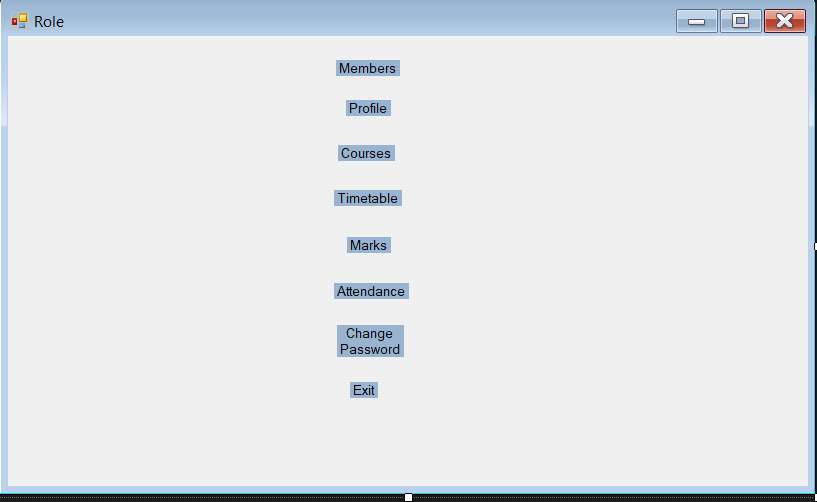 Role
Members
Profile
Courses
Timetable
Marks
Attendance
Change
Password
Exit